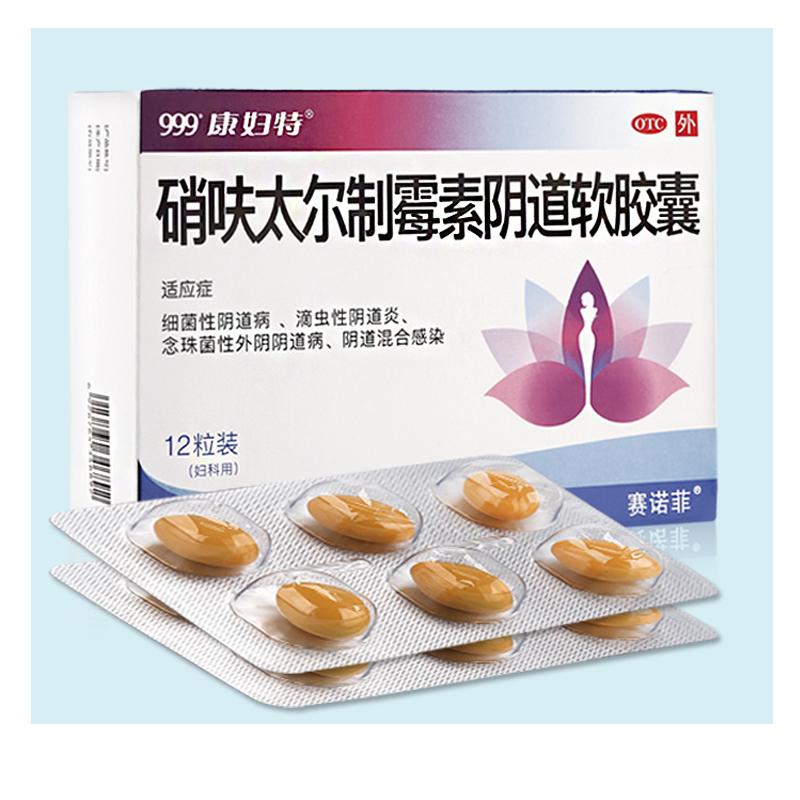 999® 康妇特®
OTC 外
硝呋太尔制霉素阴道软胶囊
适应症
细菌性阴道病、滴虫性阴道炎、
念珠菌性外阴阴道病、阴道混合感染
12粒装
(妇科用)
赛诺菲®